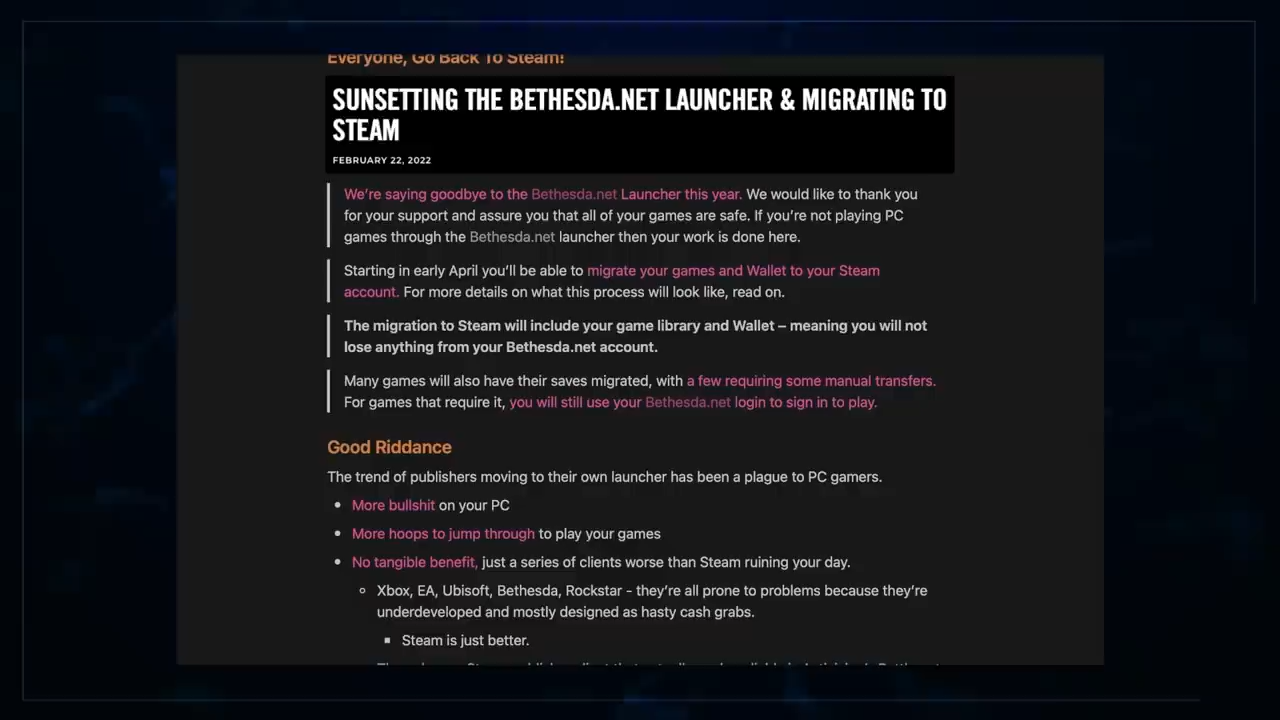 Everyone, Go Back To Steam!
SUNSETTING THE BETHESDA.NET LAUNCHER & MIGRATING TO
STEAM
FEBRUARY 22, 2022
We're saying goodbye to the Bethesda.net Launcher this year. We would like to thank you
for your support and assure you that all of your games are safe. If you're not playing PC
games through the Bethesda.net launcher then your work is done here.
Starting in early April you'll be able to migrate your games and Wallet to your Steam
account. For more details on what this process will look like, read on.
The migration to Steam will include your game library and Wallet – meaning you will not
lose anything from your Bethesda.net account.
Many games will also have their saves migrated, with a few requiring some manual transfers.
For games that require it, you will still use your Bethesda.net login to sign in to play.
Good Riddance
The trend of publishers moving to their own launcher has been a plague to PC gamers.
• More bullshit on your PC
• More hoops to jump through to play your games
• No tangible benefit, just a series of clients worse than Steam ruining your day.
◦ Xbox, EA, Ubisoft, Bethesda, Rockstar - they're all prone to problems because they're
underdeveloped and mostly designed as hasty cash grabs.
▪ Steam is just better.